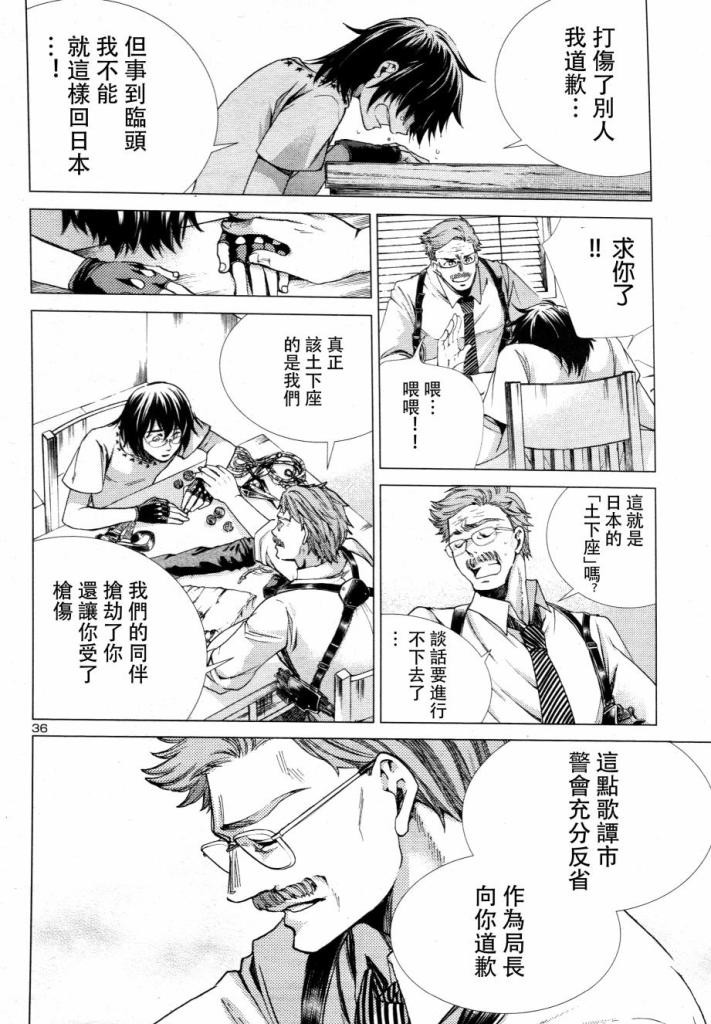 打傷了別人
我道歉…
但事到臨頭
我不能
就這樣回日本
…！
求你了
!!
喂…
喂喂！！
真正
該土下座
的是我們
我們的同伴
搶劫了你
還讓你受了
槍傷
這就是
日本的
「土下座」嗎？
談話要進行
不下去了
…
36
這點歌譚市
警會充分反省
作為局長
向你道歉